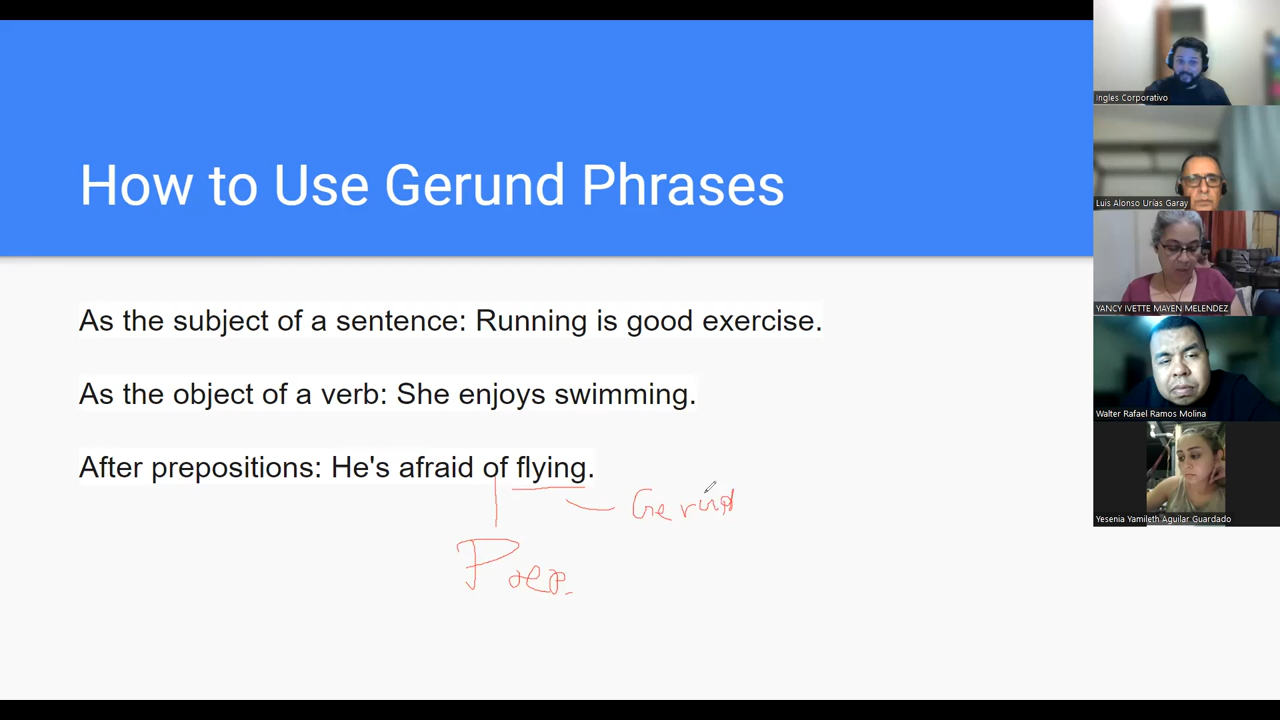 How to Use Gerund Phrases
As the subject of a sentence: Running is good exercise.
As the object of a verb: She enjoys swimming.
After prepositions: He's afraid of flying.
Gerund
Prep.
Ingles Corporativo
Luis Alonso Urías Garay
YANCY IVETTE MAYEN MELENDEZ
Walter Rafael Ramos Molina
Yesenia Yamileth Aguilar Guardado